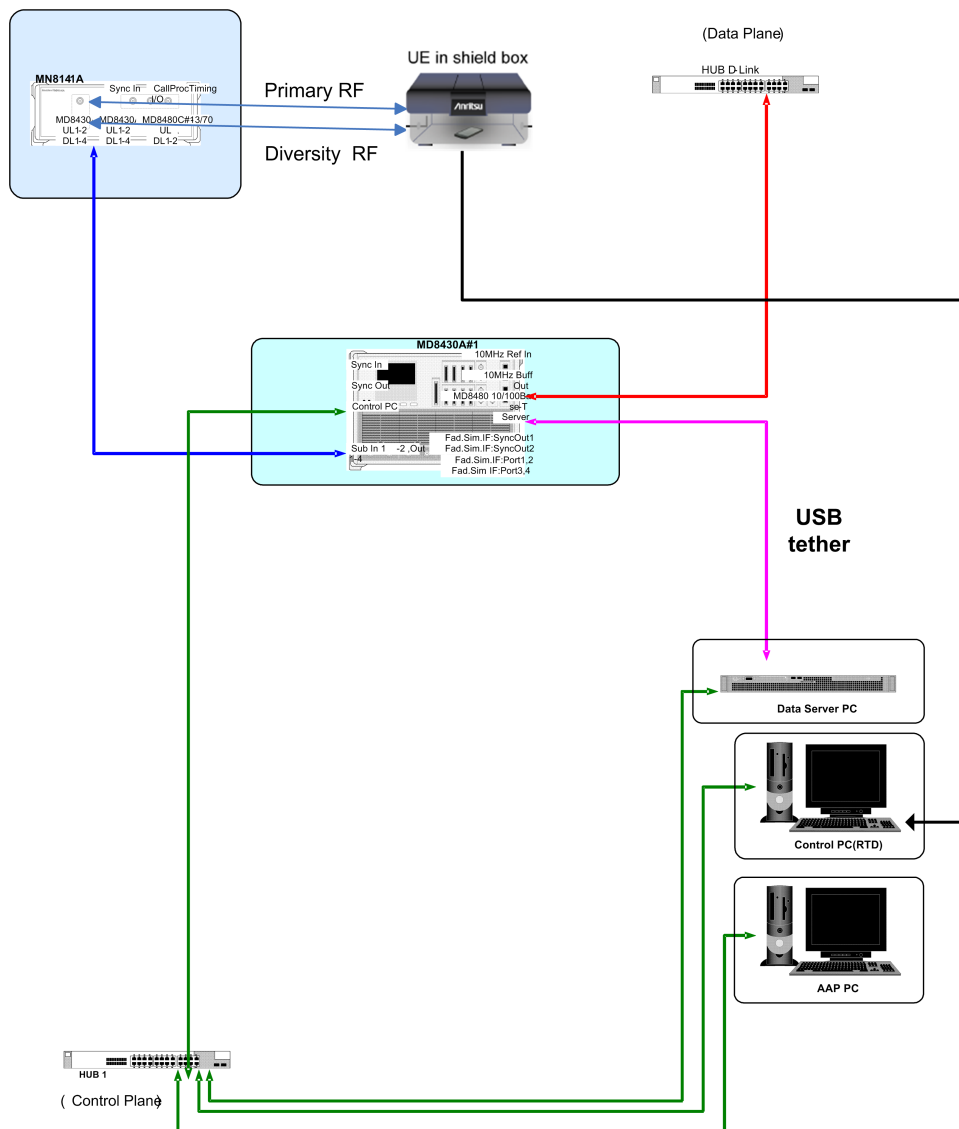 (Data Plane)
UE in shield box
HUB D-Link
MN8141A
Sync In
CallProcTiming
I/O
MD8430
MD8430
MD8480C#13/70
UL1-2
UL1-2
UL
DL1-4
DL1-4
DL1-2
Primary RF
Diversity RF
Anritsu
MD8430A#1
10MHz Ref In
Sync In
10MHz Buff
Sync Out
Out
MD8480 10/100Ba
Control PC
se-T
Server
Fad.Sim.IF:SyncOut1
Sub In 1 -2 ,Out
Fad.Sim.IF:SyncOut2
1-4
Fad.Sim.IF:Port1,2
Fad.Sim IF:Port3,4
USB
tether
Data Server PC
Control PC(RTD)
AAP PC
HUB 1
( Control Plane)